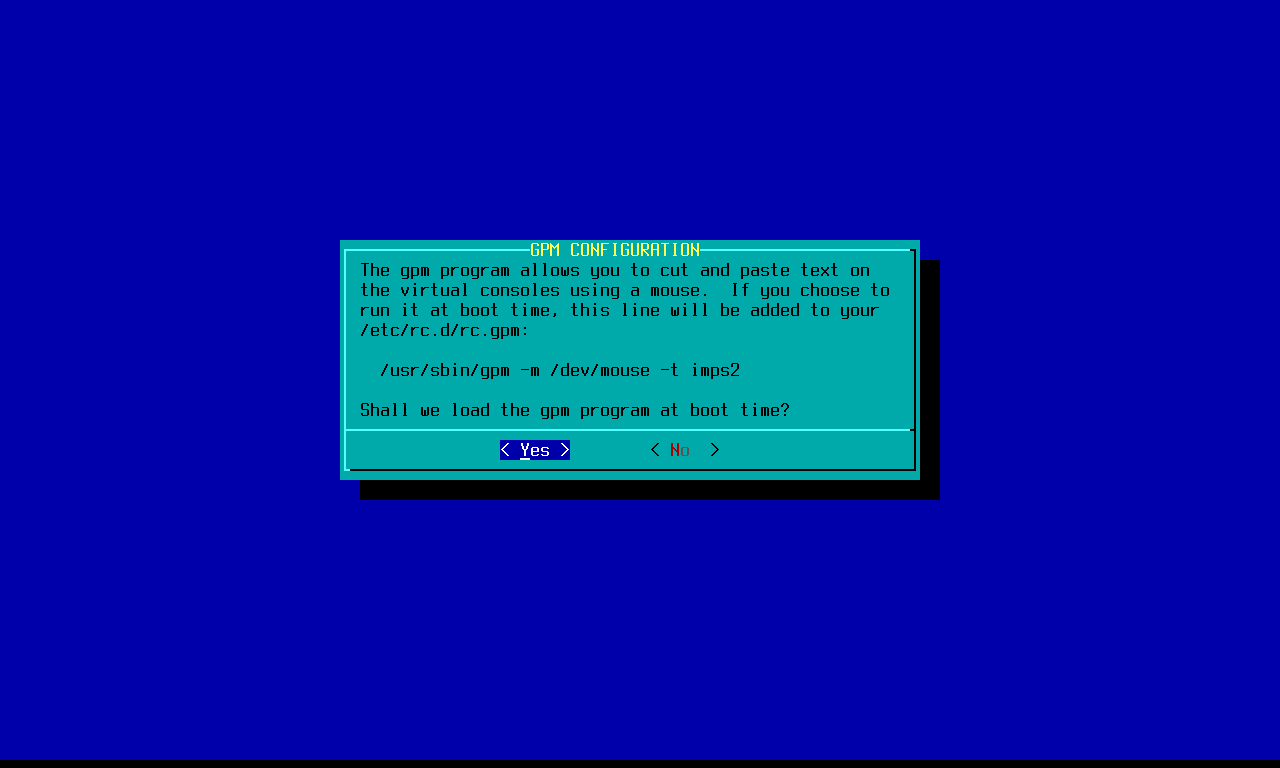 GPM CONFIGURATION
The gpm program allows you to cut and paste text on
the virtual consoles using a mouse.  If you choose to
run it at boot time, this line will be added to your
/etc/rc.d/rc.gpm:
/usr/sbin/gpm -m /dev/mouse -t imps2
Shall we load the gpm program at boot time?
< Yes > < No >